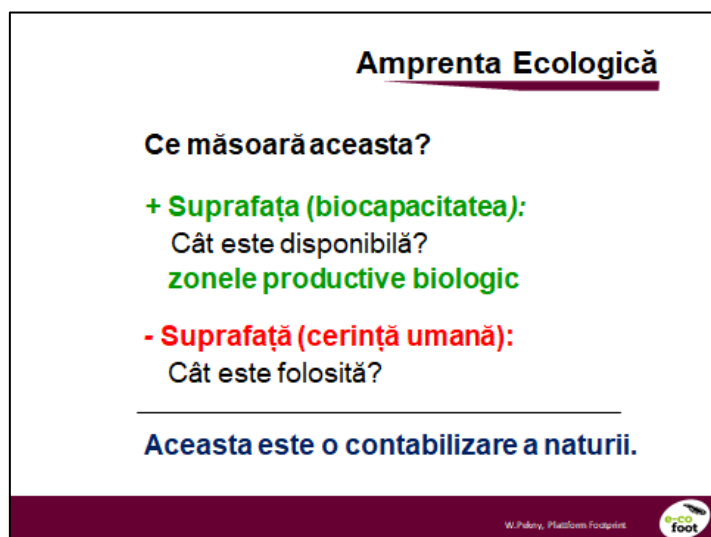 Amprenta Ecologică
Ce măsoară aceasta?
+ Suprafața (biocapacitatea):
Cât este disponibilă?
zonele productive biologic
- Suprafață (cerință umană):
Cât este folosită?
Aceasta este o contabilizare a naturii.
W.Pekny, Plattform Footprint
e-co
foot